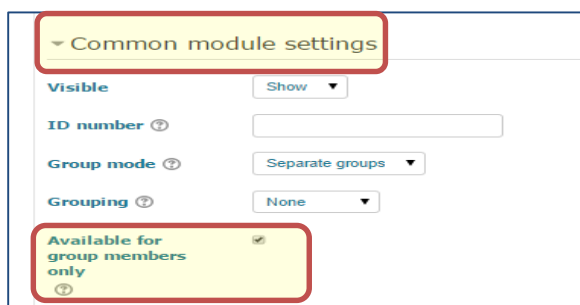 Common module settings
Visible Show
ID number ?
Group mode ? Separate groups
Grouping ? None
Available for
group members
only
?